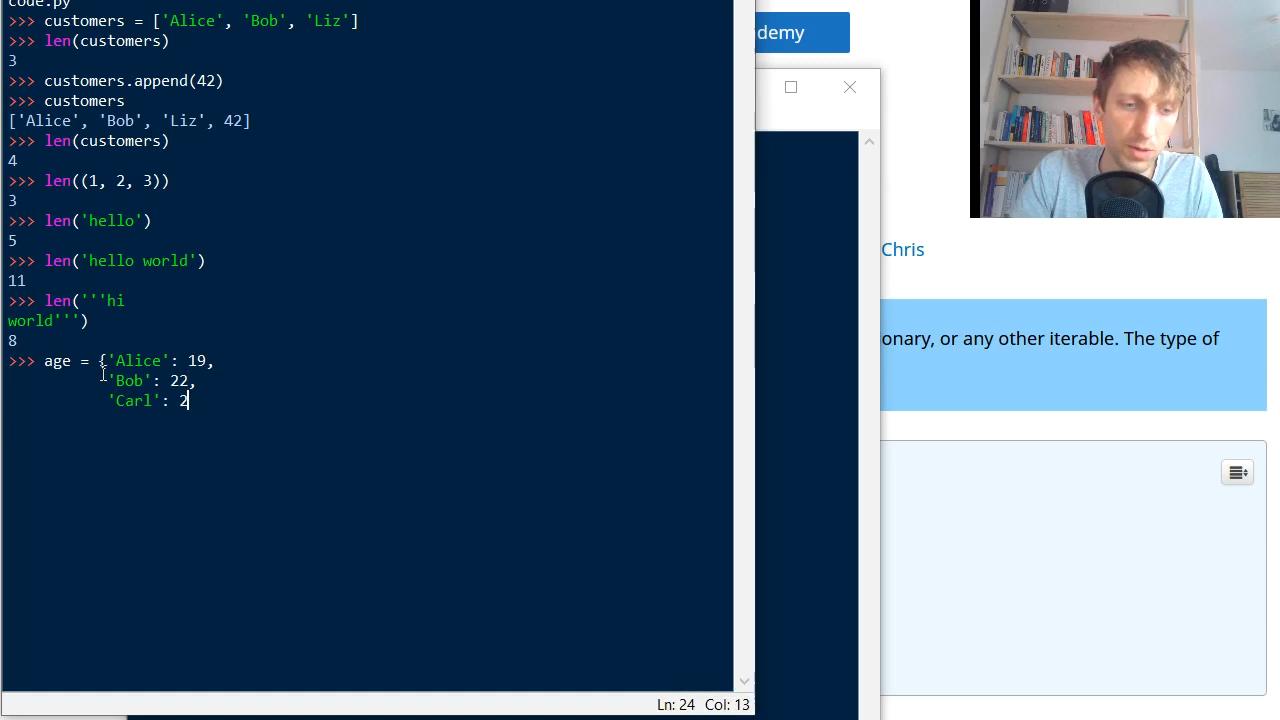 code.py
>>> customers = ['Alice', 'Bob', 'Liz']
>>> len(customers)
3
>>> customers.append(42)
>>> customers
['Alice', 'Bob', 'Liz', 42]
>>> len(customers)
4
>>> len((1, 2, 3))
3
>>> len('hello')
5
>>> len('hello world')
11
>>> len('''hi
world''')
8
>>> age = {'Alice': 19,
'Bob': 22,
'Carl': 2
Ln: 24 Col: 13
demy
Chris
onary, or any other iterable. The type of